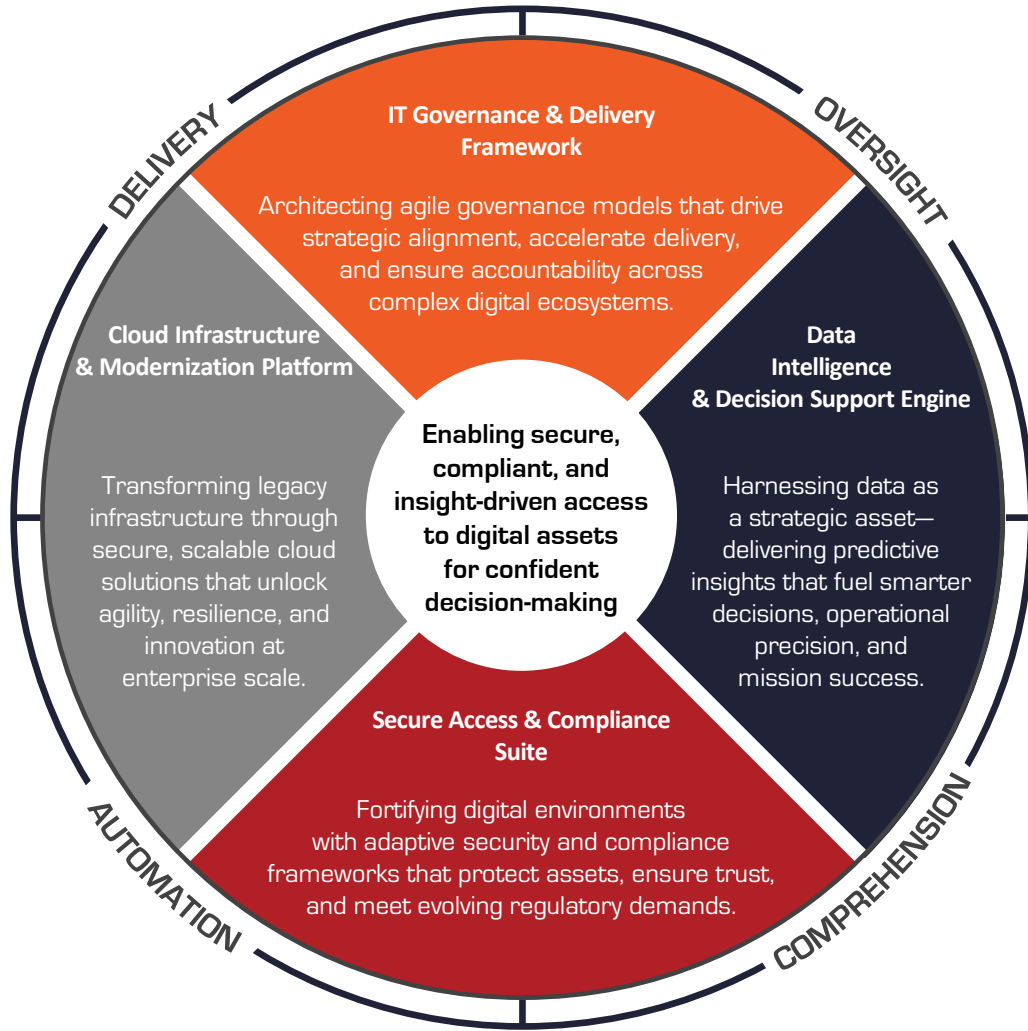 DELIVERY
OVERSIGHT
IT Governance & Delivery
Framework
Architecting agile governance models that drive
strategic alignment, accelerate delivery,
and ensure accountability across
complex digital ecosystems.
Cloud Infrastructure
& Modernization Platform
Transforming legacy
infrastructure through
secure, scalable cloud
solutions that unlock
agility, resilience, and
innovation at
enterprise scale.
Enabling secure,
compliant, and
insight-driven access
to digital assets
for confident
decision-making
Data
Intelligence
& Decision Support Engine
Harnessing data as
a strategic asset—
delivering predictive
insights that fuel smarter
decisions, operational
precision, and
mission success.
Secure Access & Compliance
Suite
Fortifying digital environments
with adaptive security and compliance
frameworks that protect assets, ensure trust,
and meet evolving regulatory demands.
AUTOMATION
COMPREHENSION